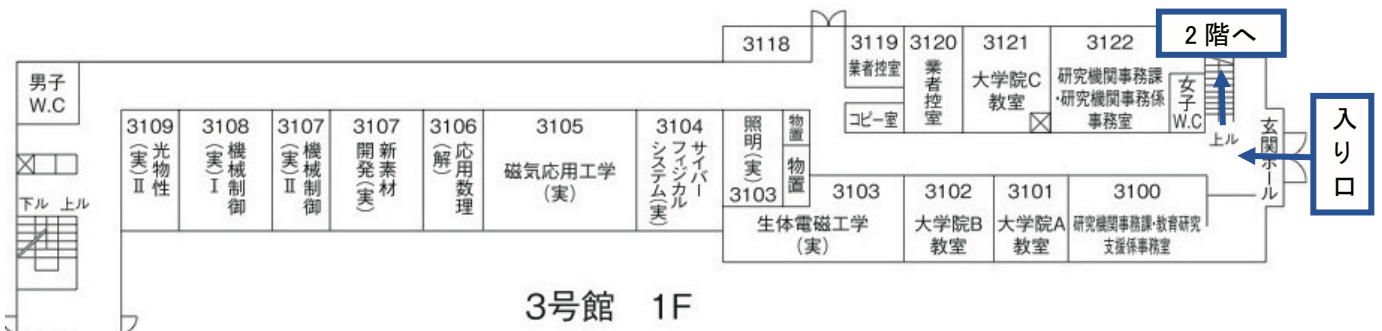 男子
W.C
下ル 上ル
3109
光物性
(実)Ⅱ
3108
機械制御
(実)Ⅰ
3107
機械制御
(実)Ⅱ
3107
新素材
開発(実)
3106
応用数理
(解)
3105
磁気応用工学
(実)
3104
サイバー
フィジカル
システム(実)
3118
照明(実)
3103
物置
物置
3119
業者控室
コピー室
3120
業者控室
3121
大学院C
教室
3122
研究機関事務課
・研究機関事務係
事務室
女子
W.C
2階へ
上ル
玄関ホール
入り口
3103
生体電磁工学
(実)
3102
大学院B
教室
3101
大学院A
教室
3100
研究機関事務課・教育研究
支援係事務室
3号館 1F